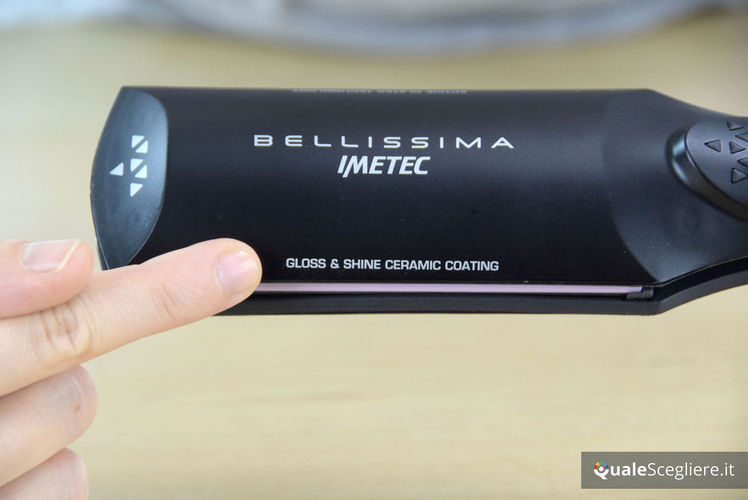 BELLISSIMA
IMETEC
GLOSS & SHINE CERAMIC COATING
QualeScegliere.it